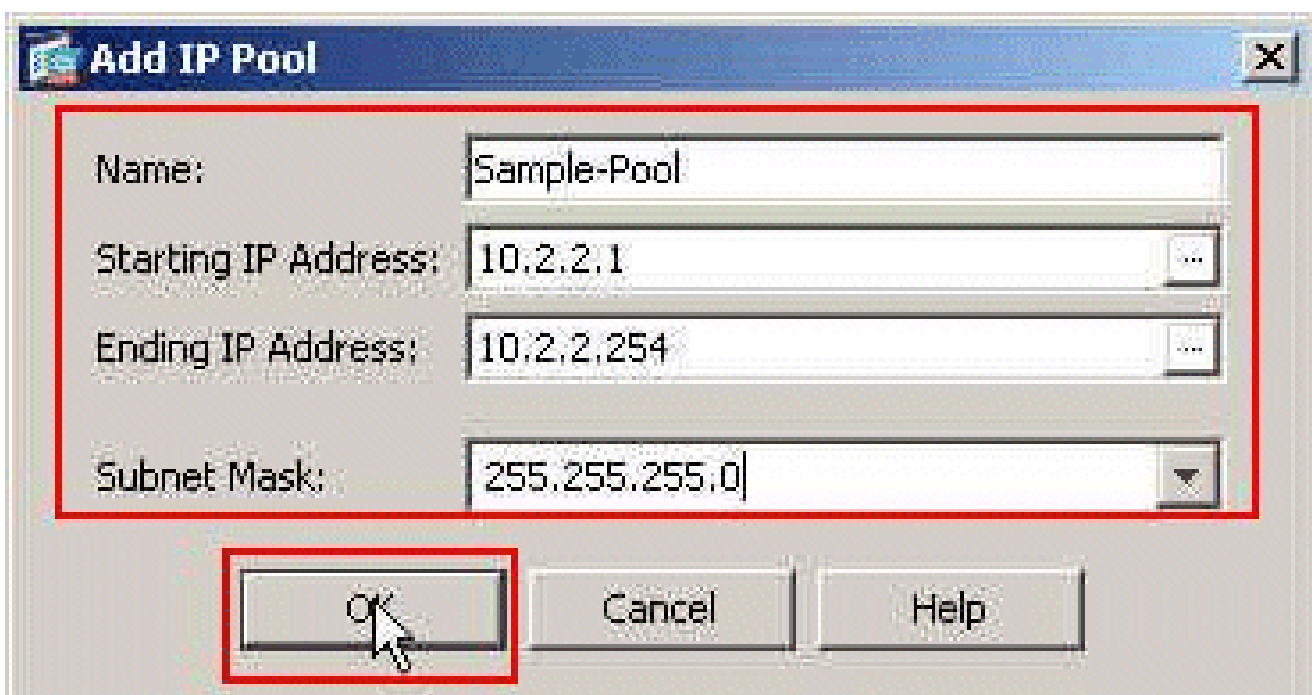 Add IP Pool
Name: Sample-Pool
Starting IP Address: 10.2.2.1 ...
Ending IP Address: 10.2.2.254 ...
Subnet Mask: 255.255.255.0
OK Cancel Help